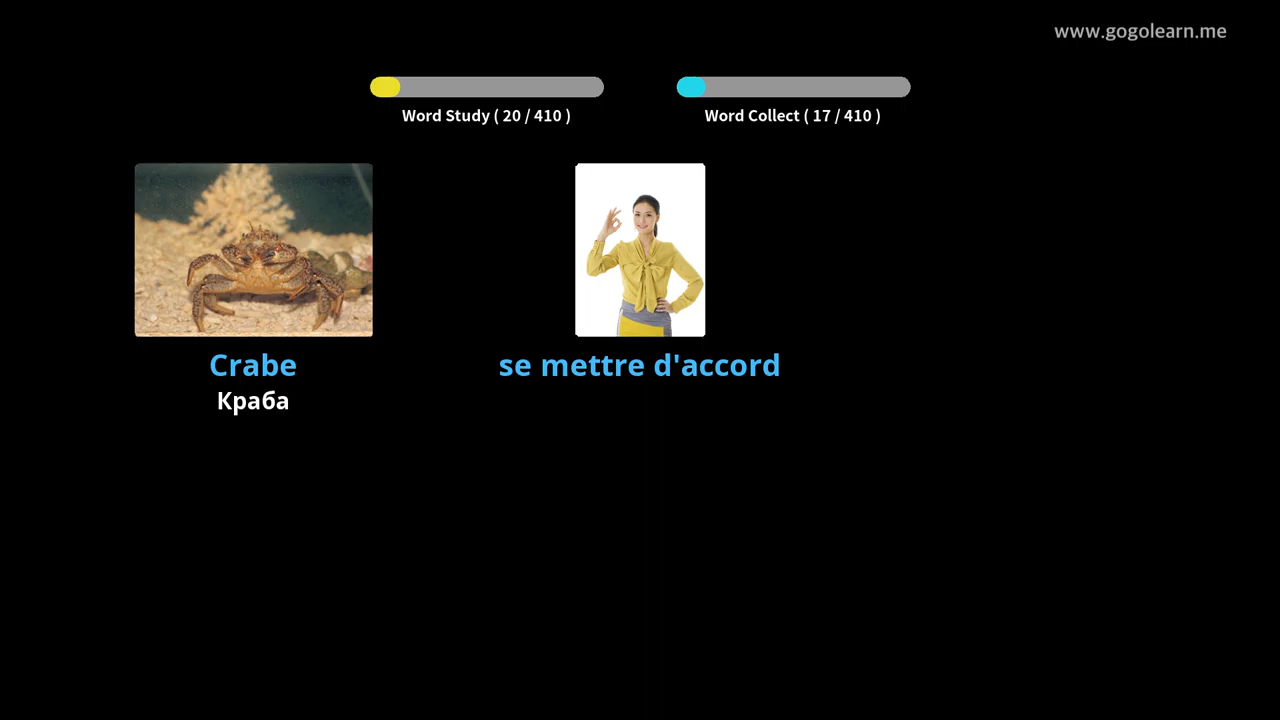 www.gogolearn.me
Word Study ( 20 / 410 )
Word Collect ( 17 / 410 )
Crabe
Краба
se mettre d'accord